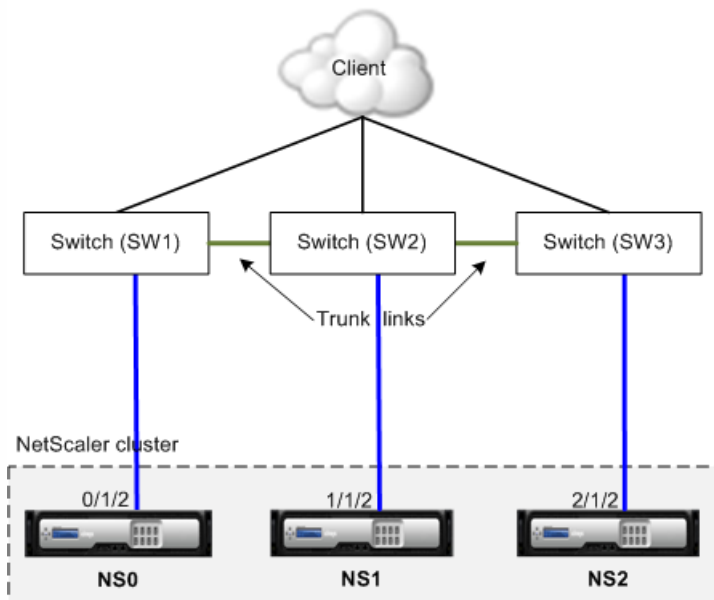 Client
Switch (SW1)
Switch (SW2)
Switch (SW3)
Trunk links
NetScaler cluster
0/1/2
1/1/2
2/1/2
NS0
NS1
NS2